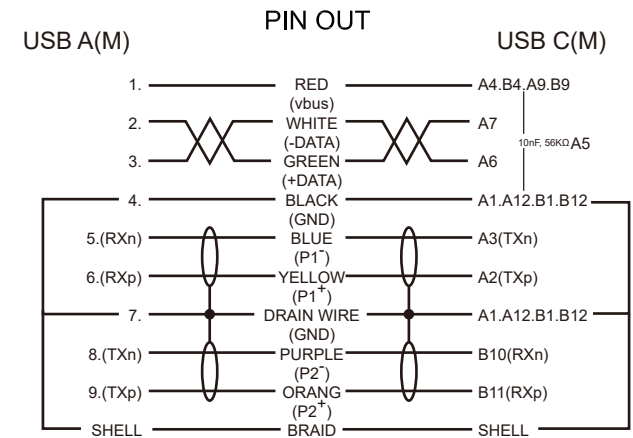 PIN OUT
USB A(M) USB C(M)
1. RED A4.B4.A9.B9
(vbus)
2. WHITE A7
(-DATA) 10nF, 56KΩ A5
3. GREEN A6
(+DATA)
4. BLACK A1.A12.B1.B12
(GND)
5.(RXn) BLUE A3(TXn)
(P1-)
6.(RXp) YELLOW A2(TXp)
(P1+)
7. DRAIN WIRE A1.A12.B1.B12
(GND)
8.(TXn) PURPLE B10(RXn)
(P2-)
9.(TXp) ORANG B11(RXp)
(P2+)
SHELL BRAID SHELL